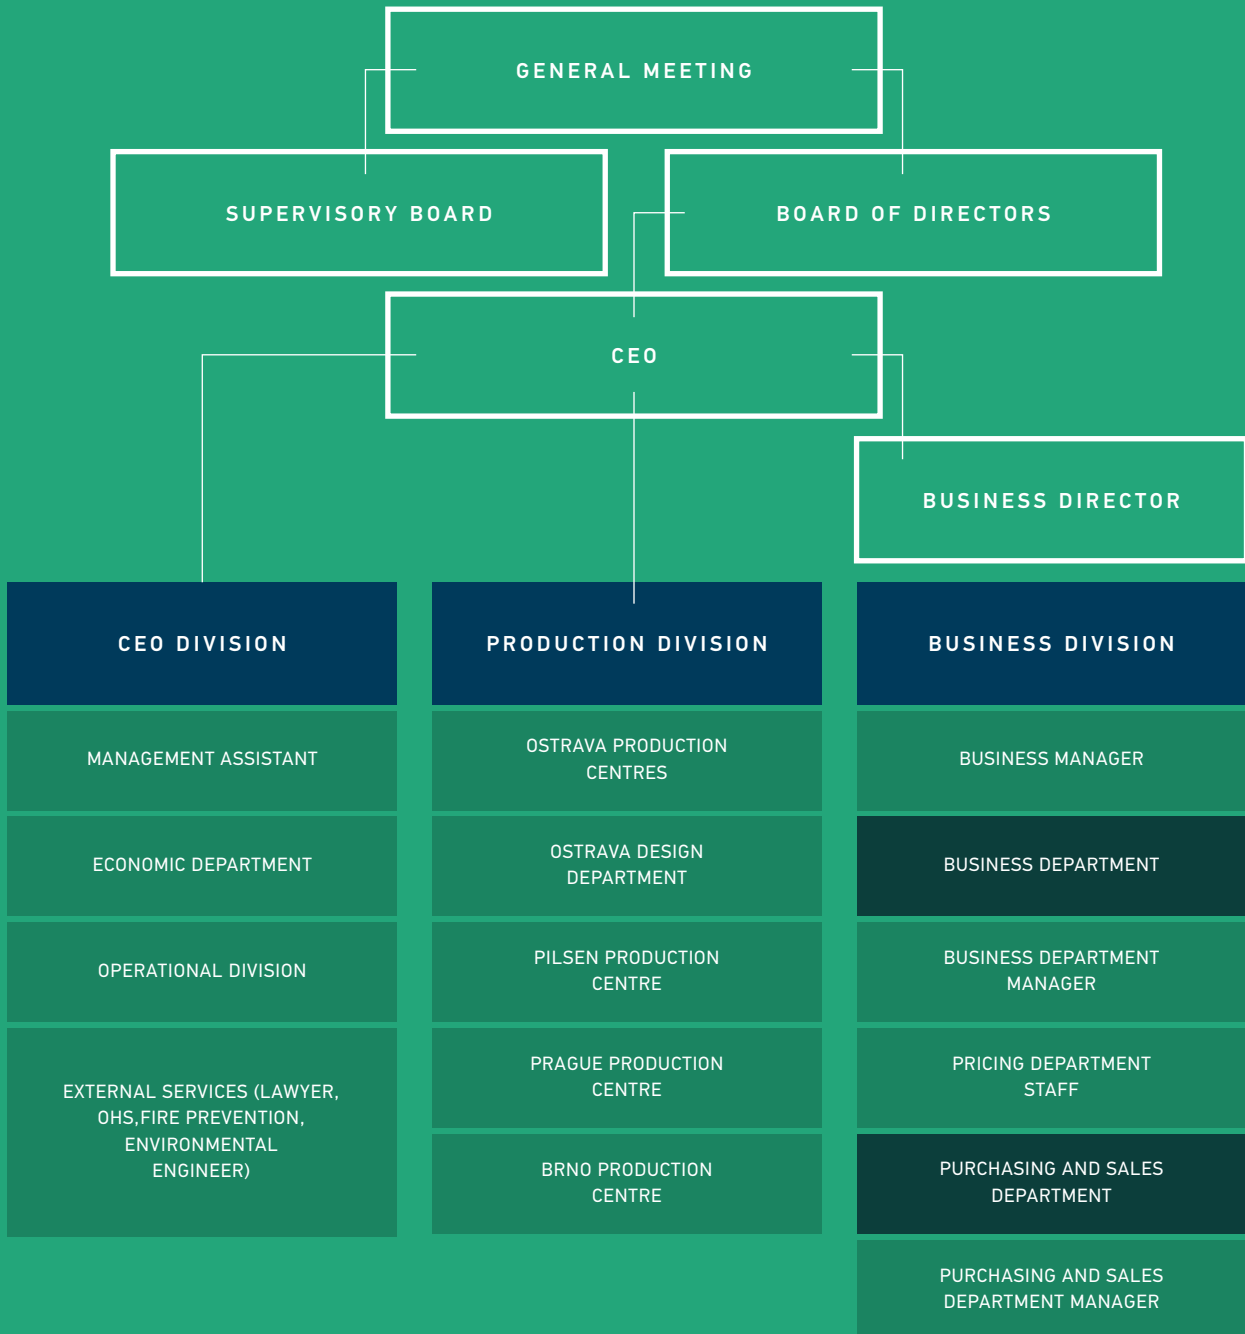 GENERAL MEETING
SUPERVISORY BOARD
BOARD OF DIRECTORS
CEO
BUSINESS DIRECTOR
CEO DIVISION
MANAGEMENT ASSISTANT
ECONOMIC DEPARTMENT
OPERATIONAL DIVISION
EXTERNAL SERVICES (LAWYER,
OHS,FIRE PREVENTION,
ENVIRONMENTAL
ENGINEER)
PRODUCTION DIVISION
OSTRAVA PRODUCTION
CENTRES
OSTRAVA DESIGN
DEPARTMENT
PILSEN PRODUCTION
CENTRE
PRAGUE PRODUCTION
CENTRE
BRNO PRODUCTION
CENTRE
BUSINESS DIVISION
BUSINESS MANAGER
BUSINESS DEPARTMENT
BUSINESS DEPARTMENT
MANAGER
PRICING DEPARTMENT
STAFF
PURCHASING AND SALES
DEPARTMENT
PURCHASING AND SALES
DEPARTMENT MANAGER